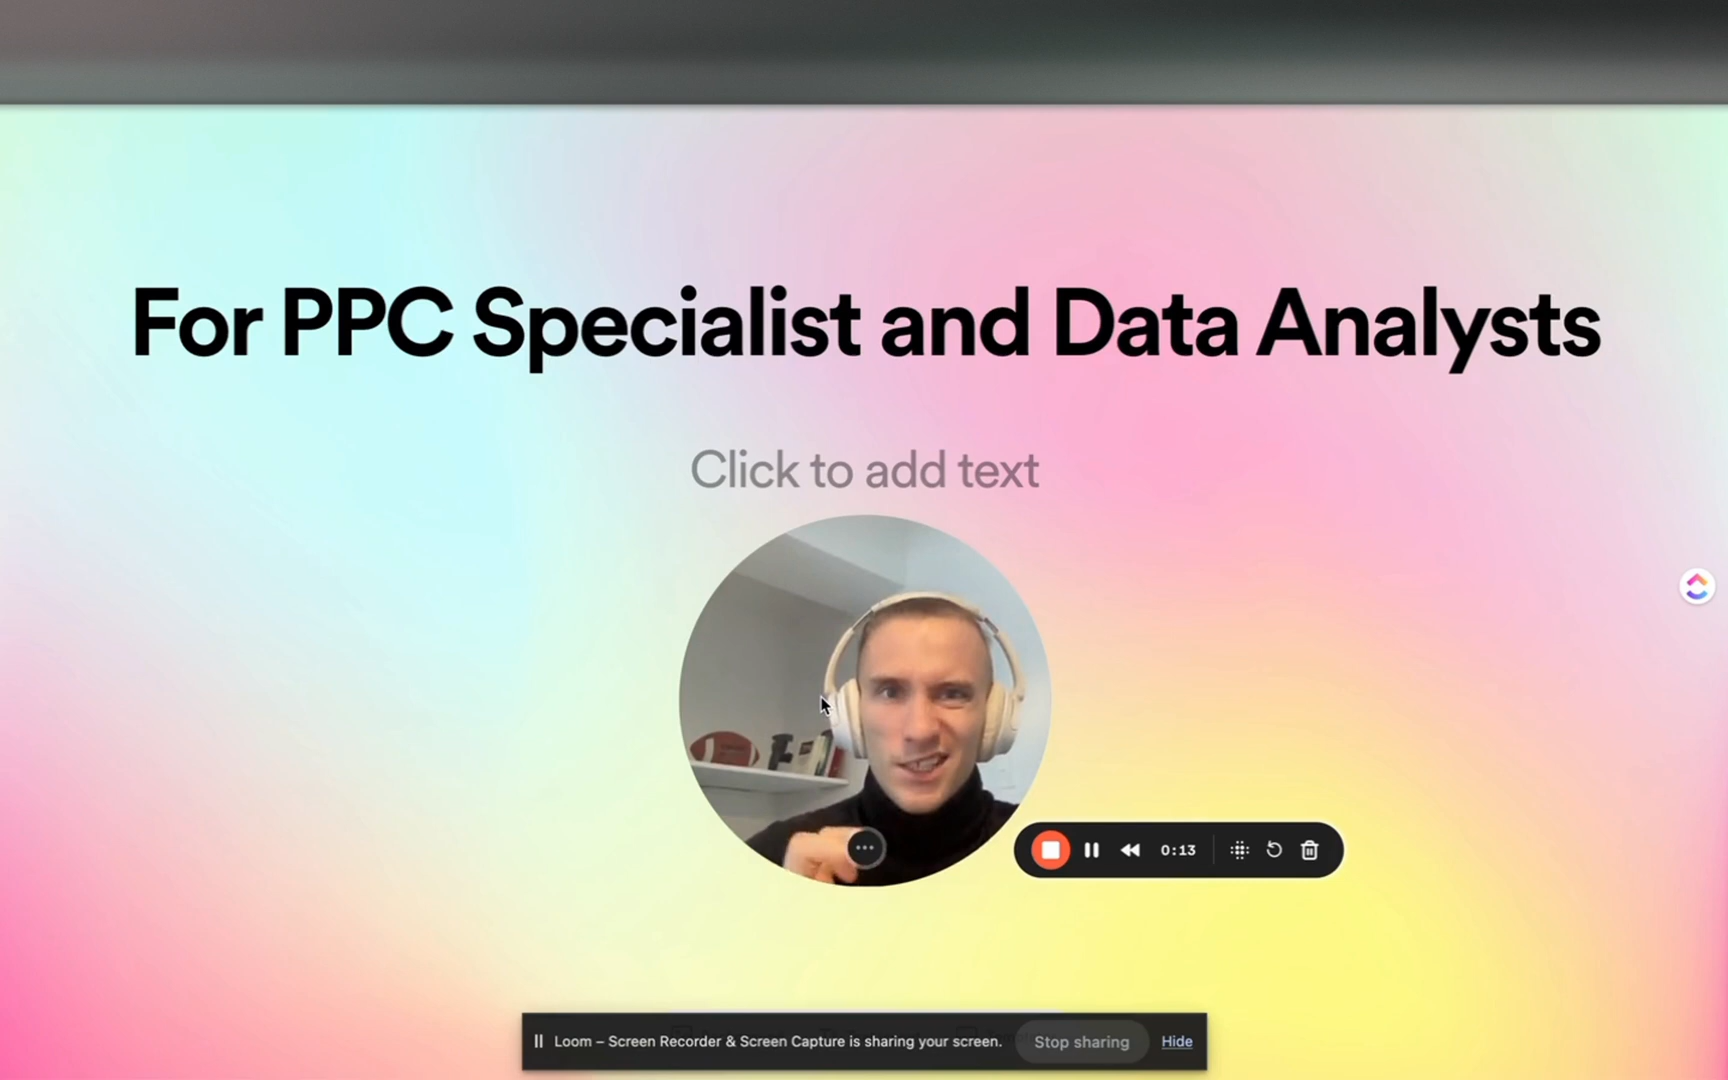 For PPC Specialist and Data Analysts
Click to add text
0:13
Loom – Screen Recorder & Screen Capture is sharing your screen. Stop sharing Hide